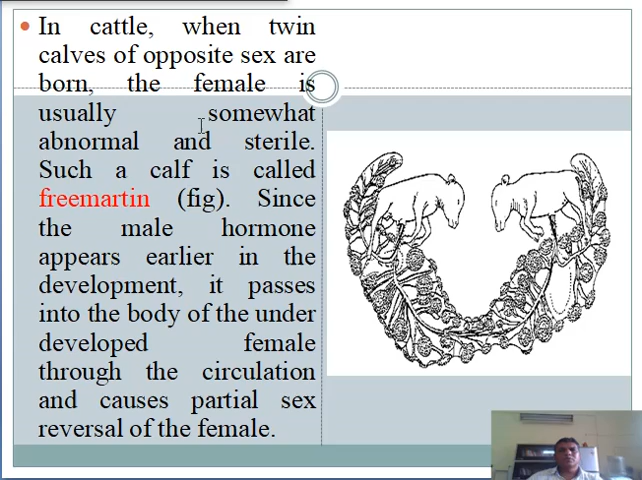 In cattle, when twin
calves of opposite sex are
born, the female is
usually somewhat
abnormal and sterile.
Such a calf is called
freemartin (fig). Since
the male hormone
appears earlier in the
development, it passes
into the body of the under
developed female
through the circulation
and causes partial sex
reversal of the female.